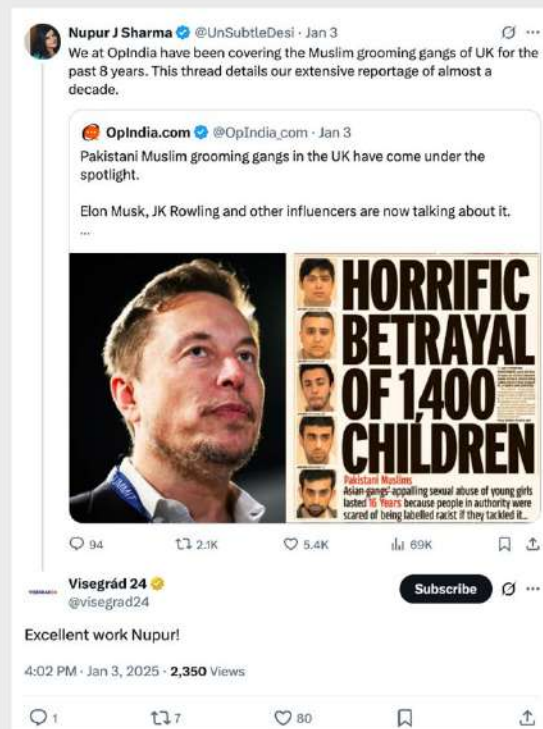 Nupur J Sharma @UnSubtleDesi · Jan 3
We at OpIndia have been covering the Muslim grooming gangs of UK for the
past 8 years. This thread details our extensive reportage of almost a
decade.
OpIndia.com @OpIndia_com · Jan 3
Pakistani Muslim grooming gangs in the UK have come under the
spotlight.
Elon Musk, JK Rowling and other influencers are now talking about it.
...
SUMMIT
HORRIFIC
BETRAYAL
OF 1,400
CHILDREN
Pakistani Muslims
Asian gangs' appalling sexual abuse of young girls
lasted 16 Years because people in authority were
scared of being labelled racist if they tackled it...
94 2.1K 5.4K 69K
Visegrád 24
@visegrad24
Subscribe
Excellent work Nupur!
4:02 PM · Jan 3, 2025 · 2,350 Views
1 7 80